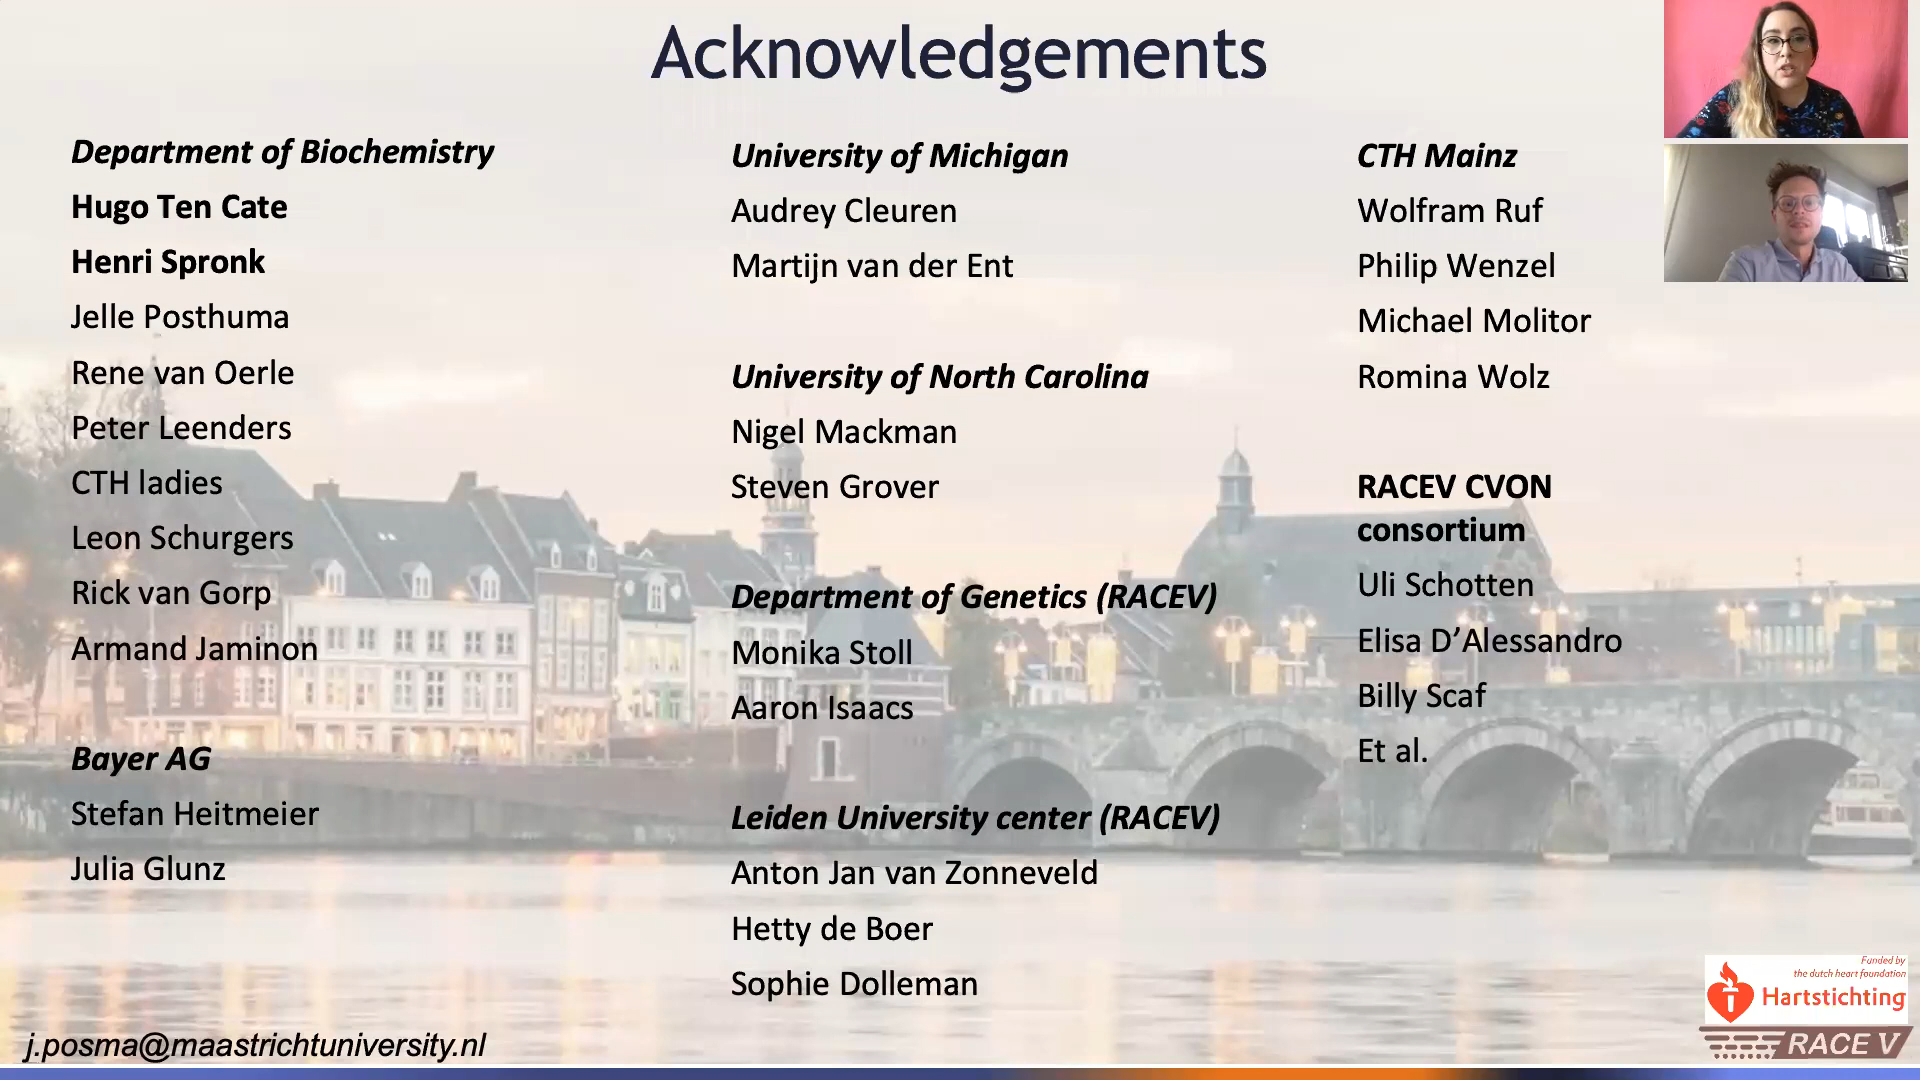 Acknowledgements
Department of Biochemistry
Hugo Ten Cate
Henri Spronk
Jelle Posthuma
Rene van Oerle
Peter Leenders
CTH ladies
Leon Schurgers
Rick van Gorp
Armand Jaminon
Bayer AG
Stefan Heitmeier
Julia Glunz
University of Michigan
Audrey Cleuren
Martijn van der Ent
University of North Carolina
Nigel Mackman
Steven Grover
Department of Genetics (RACEV)
Monika Stoll
Aaron Isaacs
Leiden University center (RACEV)
Anton Jan van Zonneveld
Hetty de Boer
Sophie Dolleman
CTH Mainz
Wolfram Ruf
Philip Wenzel
Michael Molitor
Romina Wolz
RACEV CVON
consortium
Uli Schotten
Elisa D’Alessandro
Billy Scaf
Et al.
Funded by
the dutch heart foundation
Hartstichting
RACE V
j.posma@maastrichtuniversity.nl